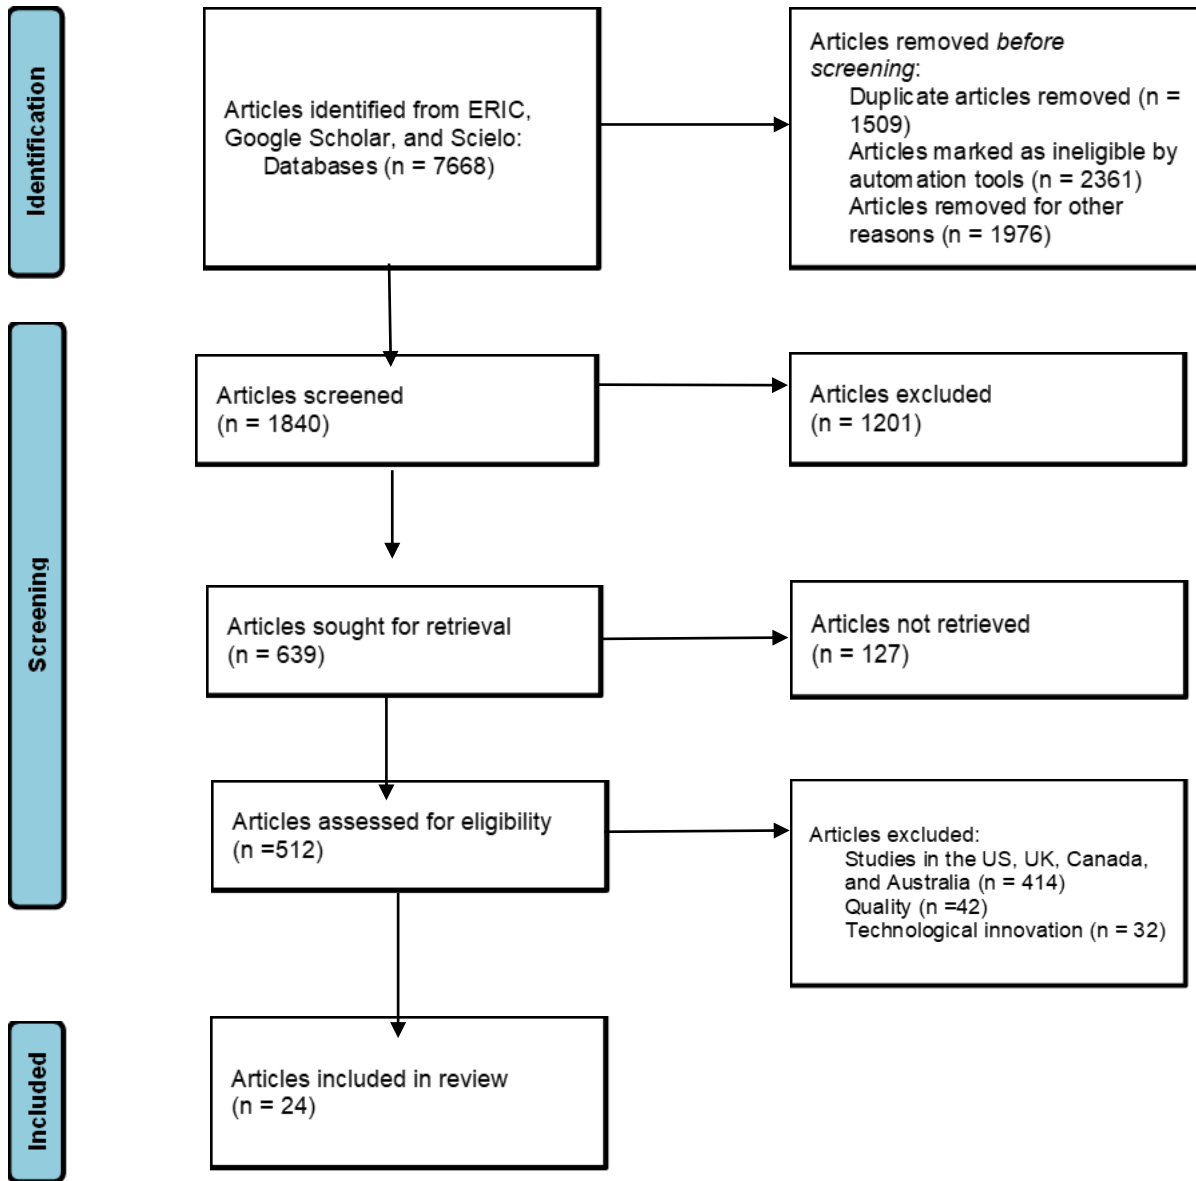 Identification
Articles identified from ERIC,
Google Scholar, and Scielo:
Databases (n = 7668)
Articles removed before
screening:
Duplicate articles removed (n =
1509)
Articles marked as ineligible by
automation tools (n = 2361)
Articles removed for other
reasons (n = 1976)
Screening
Articles screened
(n = 1840)
Articles excluded
(n = 1201)
Articles sought for retrieval
(n = 639)
Articles not retrieved
(n = 127)
Articles assessed for eligibility
(n =512)
Articles excluded:
Studies in the US, UK, Canada,
and Australia (n = 414)
Quality (n =42)
Technological innovation (n = 32)
Included
Articles included in review
(n = 24)